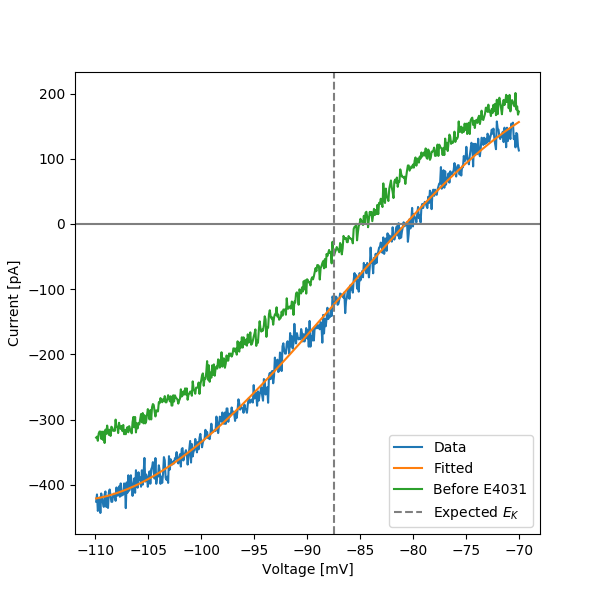 200
100
0
−100
−200
−300
−400
Current [pA]
−110 −105 −100 −95 −90 −85 −80 −75 −70
Voltage [mV]
Data
Fitted
Before E4031
Expected E_K